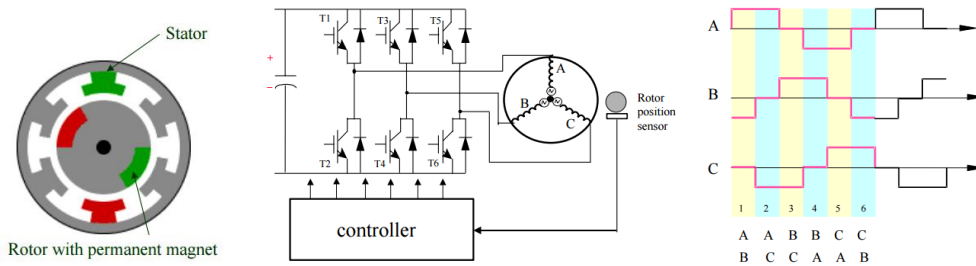 Stator
Rotor with permanent magnet
+
−
T1
T3
T5
T2
T4
T6
A
B
C
N
N
N
Rotor
position
sensor
controller
A
B
C
1 2 3 4 5 6
A A B B C C
B C C A A B